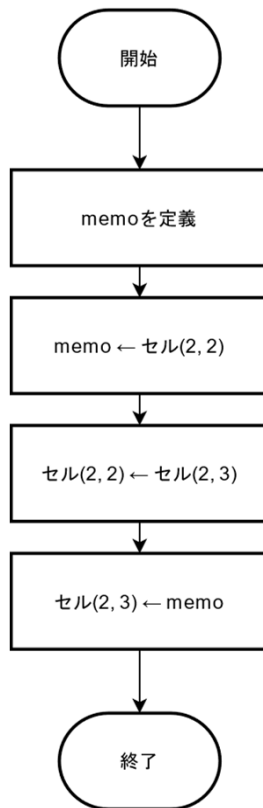 開始
memoを定義
memo ← セル(2, 2)
セル(2, 2) ← セル(2, 3)
セル(2, 3) ← memo
終了